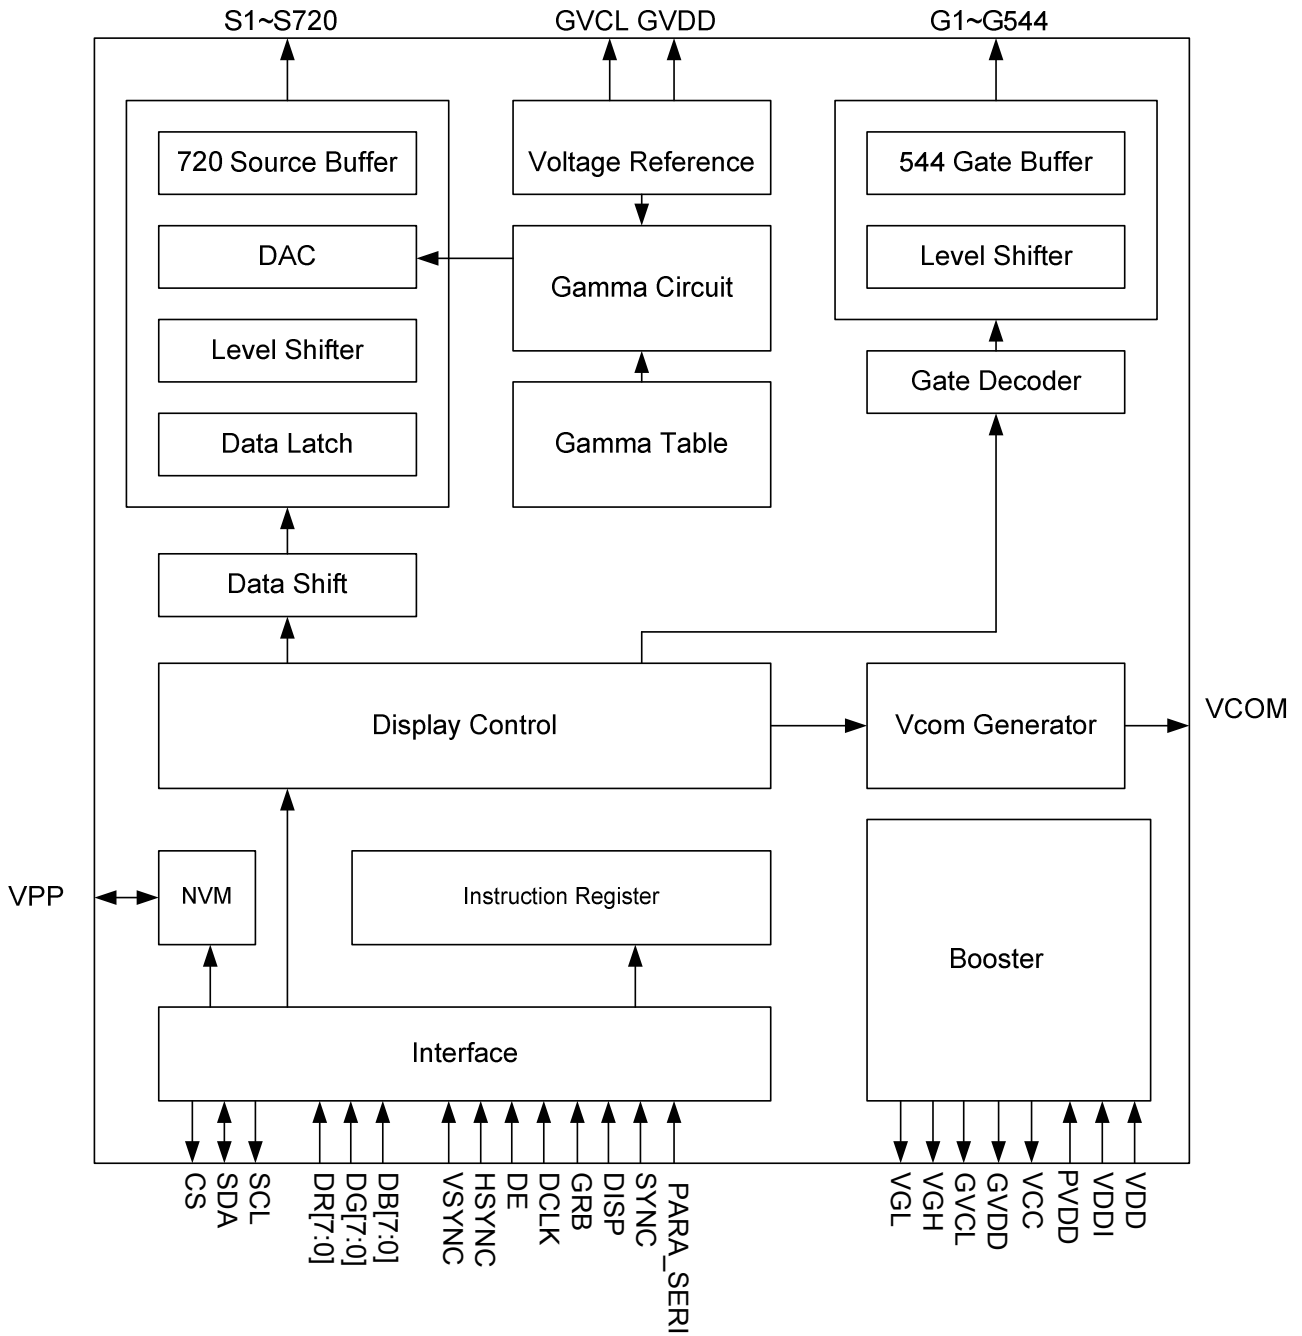 S1~S720
GVCL GVDD
G1~G544
720 Source Buffer
Voltage Reference
544 Gate Buffer
DAC
Gamma Circuit
Level Shifter
Level Shifter
Gate Decoder
Data Latch
Gamma Table
Data Shift
Display Control
Vcom Generator
VCOM
VPP
NVM
Instruction Register
Booster
Interface
CS
SDA
SCL
DR[7:0]
DG[7:0]
DB[7:0]
VSYNC
HSYNC
DE
DCLK
GRB
DISP
SYNC
PARA_SERI
VGL
VGH
GVCL
GVDD
VCC
PVDD
VDDI
VDD